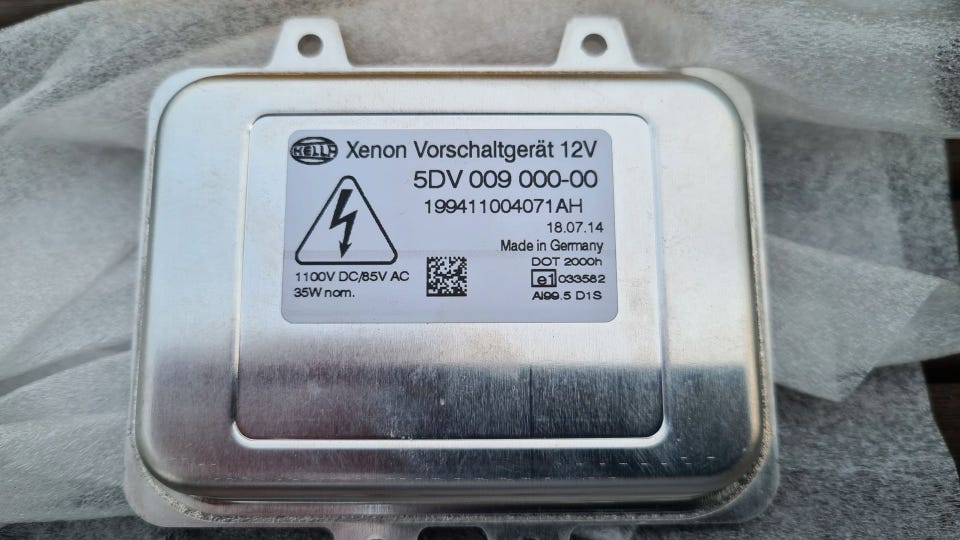 HELLA Xenon Vorschaltgerät 12V
5DV 009 000-00
199411004071AH
18.07.14
Made in Germany
DOT 2000h
1100V DC/85V AC
e1 033582
35W nom.
Al99.5 D1S